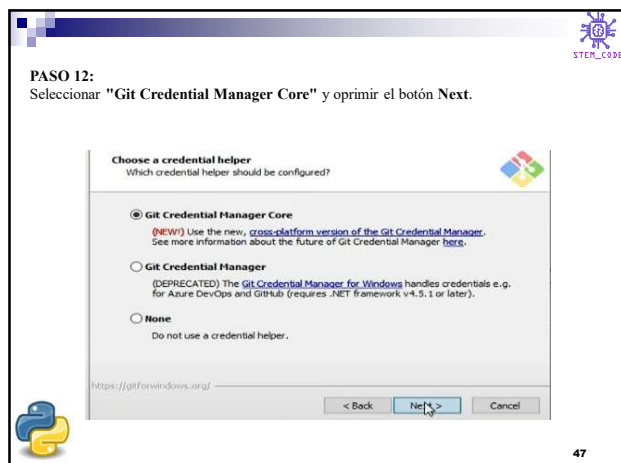 STEM_CODE
PASO 12:
Seleccionar "Git Credential Manager Core" y oprimir el botón Next.
Choose a credential helper
Which credential helper should be configured?
Git Credential Manager Core
(NEW!) Use the new, cross-platform version of the Git Credential Manager.
See more information about the future of Git Credential Manager here.
Git Credential Manager
(DEPRECATED) The Git Credential Manager for Windows handles credentials e.g.
for Azure DevOps and GitHub (requires .NET framework v4.5.1 or later).
None
Do not use a credential helper.
https://gitforwindows.org/
< Back Next > Cancel
47